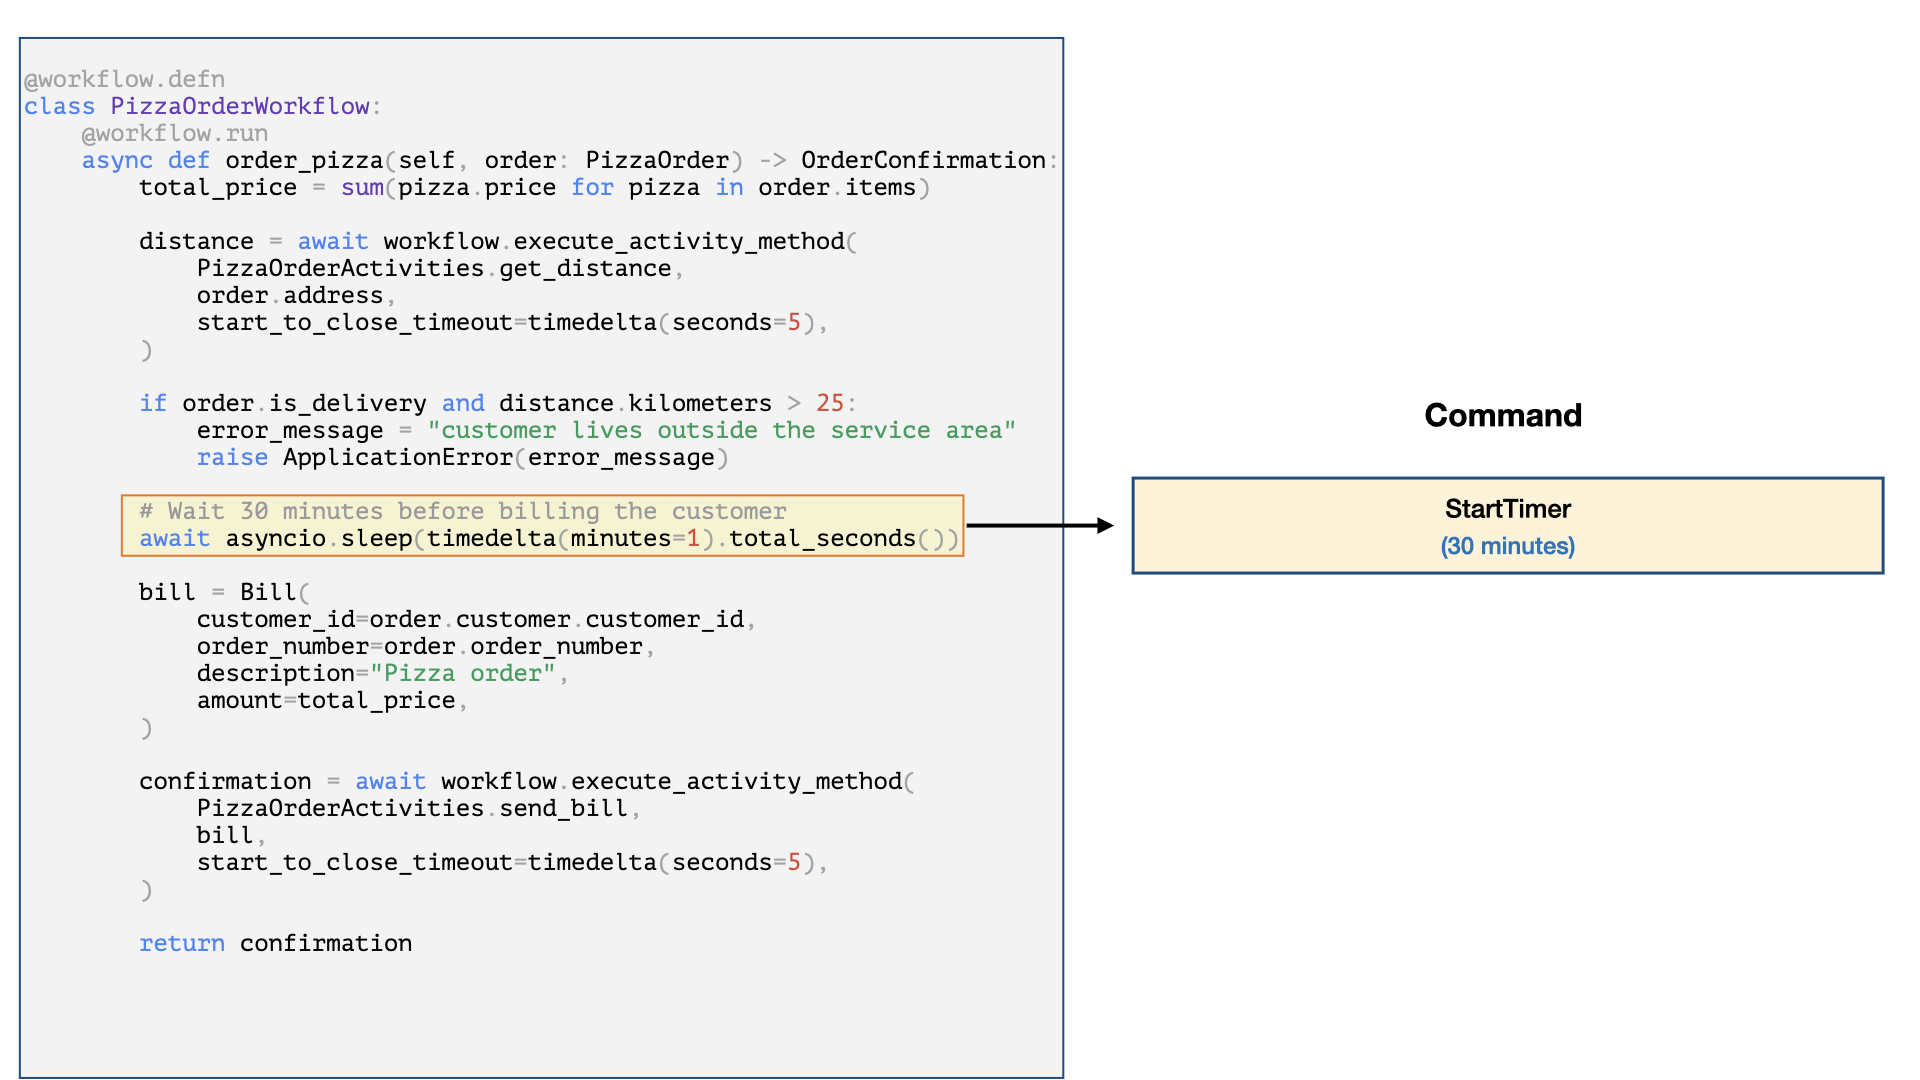 @workflow.defn
class PizzaOrderWorkflow:
    @workflow.run
    async def order_pizza(self, order: PizzaOrder) -> OrderConfirmation:
        total_price = sum(pizza.price for pizza in order.items)

        distance = await workflow.execute_activity_method(
            PizzaOrderActivities.get_distance,
            order.address,
            start_to_close_timeout=timedelta(seconds=5),
        )

        if order.is_delivery and distance.kilometers > 25:
            error_message = "customer lives outside the service area"
            raise ApplicationError(error_message)

        # Wait 30 minutes before billing the customer
        await asyncio.sleep(timedelta(minutes=1).total_seconds())

        bill = Bill(
            customer_id=order.customer.customer_id,
            order_number=order.order_number,
            description="Pizza order",
            amount=total_price,
        )

        confirmation = await workflow.execute_activity_method(
            PizzaOrderActivities.send_bill,
            bill,
            start_to_close_timeout=timedelta(seconds=5),
        )

        return confirmation
Command
StartTimer
(30 minutes)